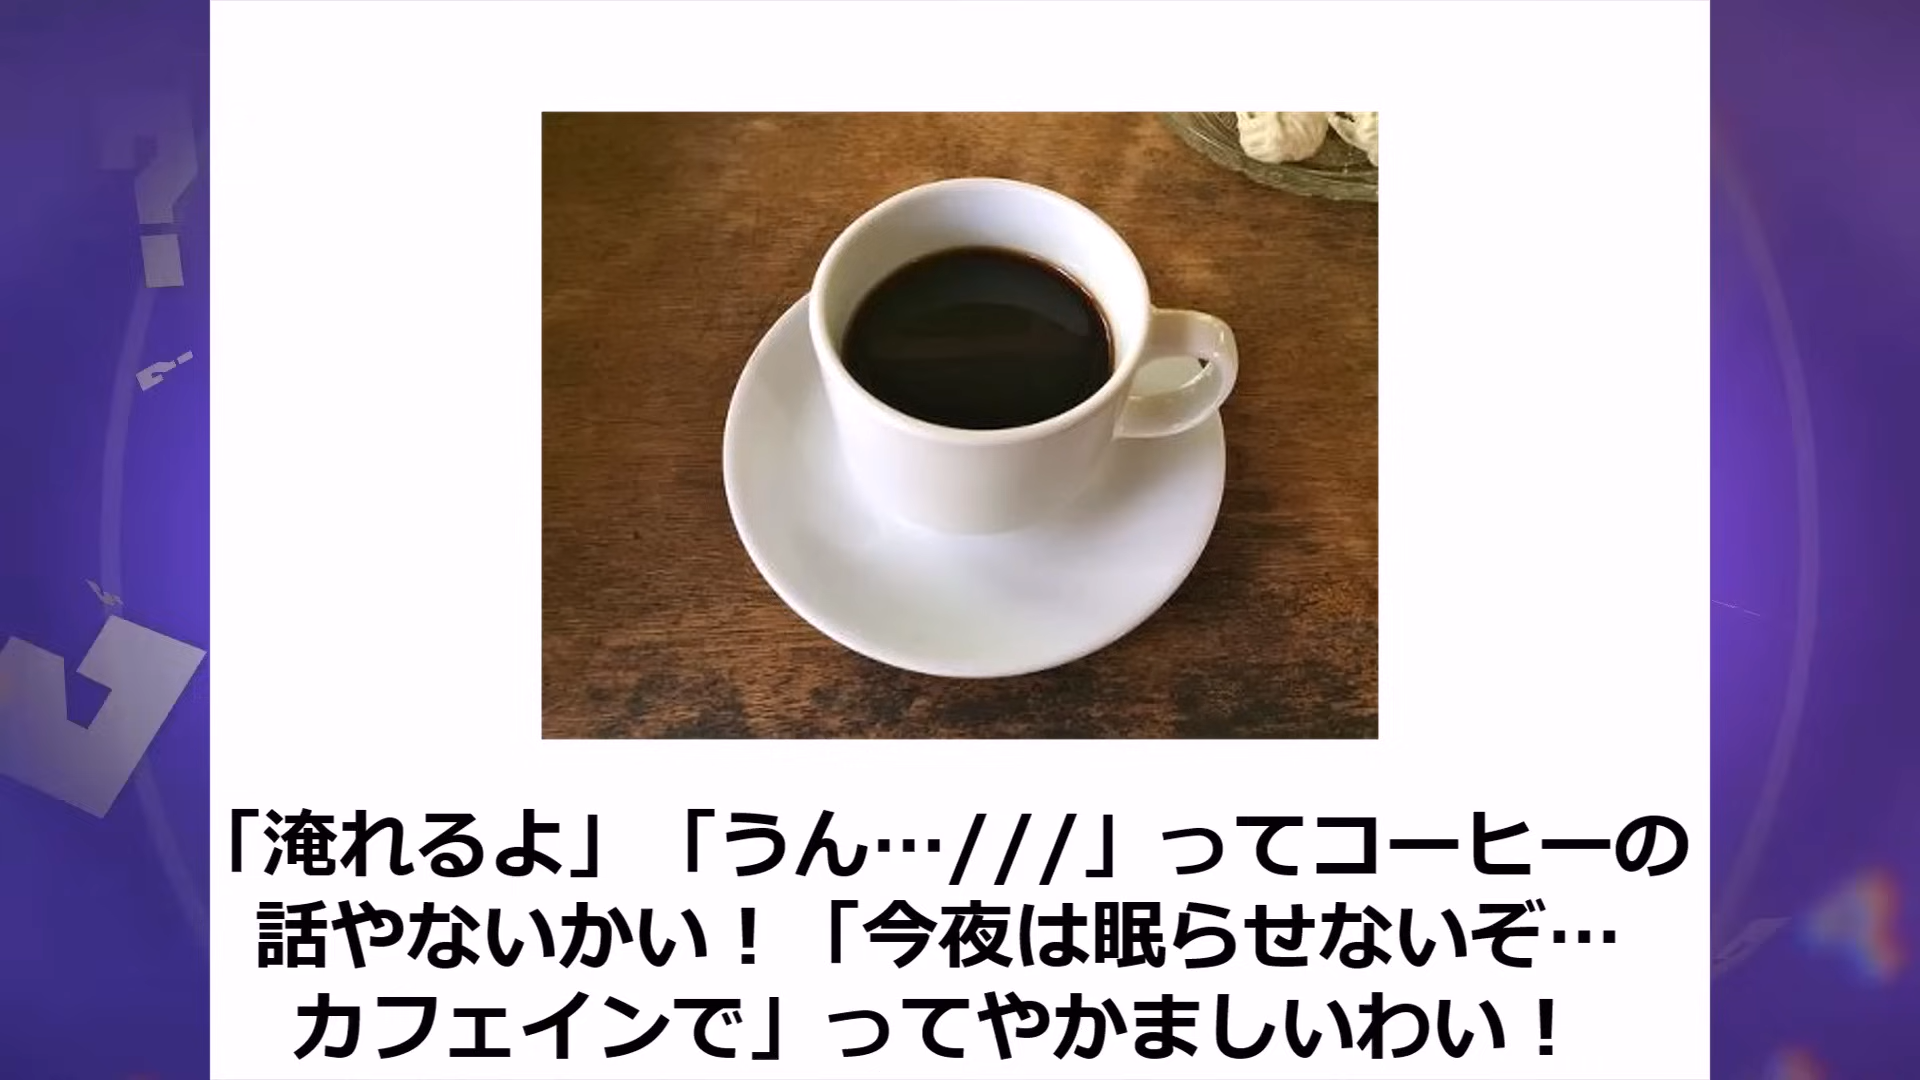 「淹れるよ」「うん…///」ってコーヒーの
話やないかい！「今夜は眠らせないぞ…
カフェインで」ってやかましいわい！